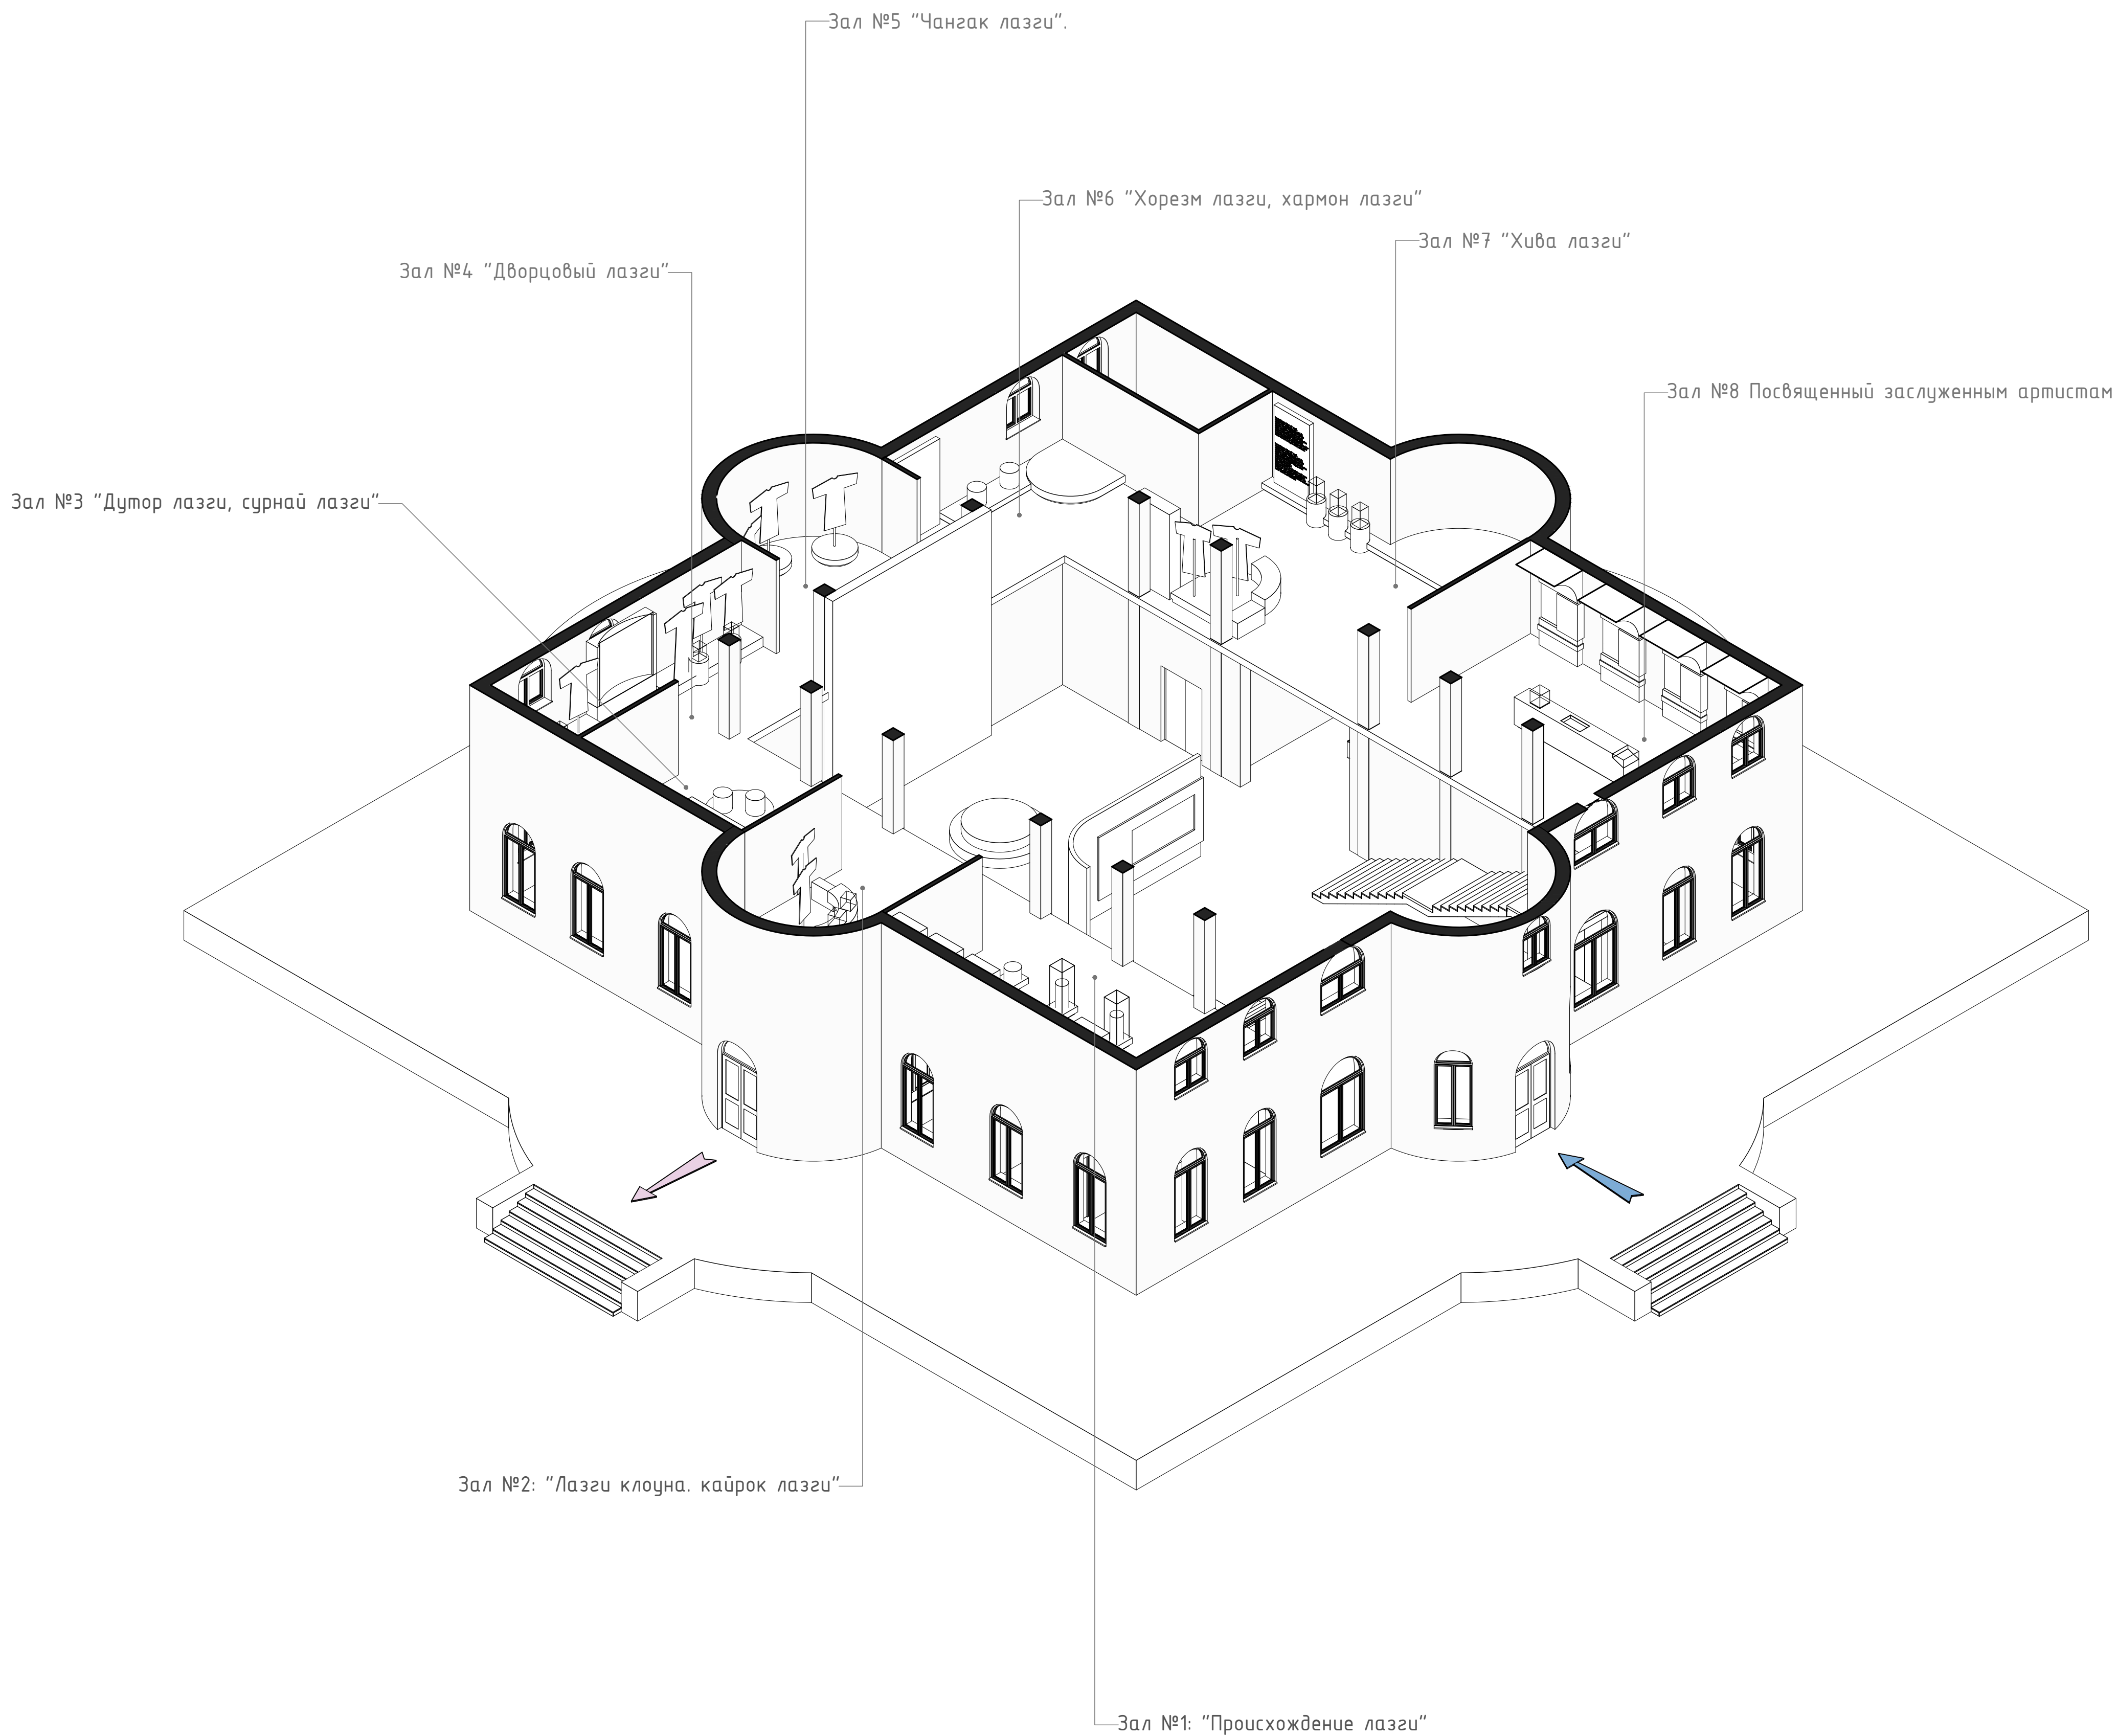 Зал №5 "Чангак лазги".
Зал №6 "Хорезм лазги, хармон лазги"
Зал №7 "Хива лазги"
Зал №4 "Дворцовый лазги"
Зал №8 Посвященный заслуженным артистам
Зал №3 "Дутор лазги, сурнай лазги"
Зал №2: "Лазги клоуна. кайрок лазги"
Зал №1: "Происхождение лазги"